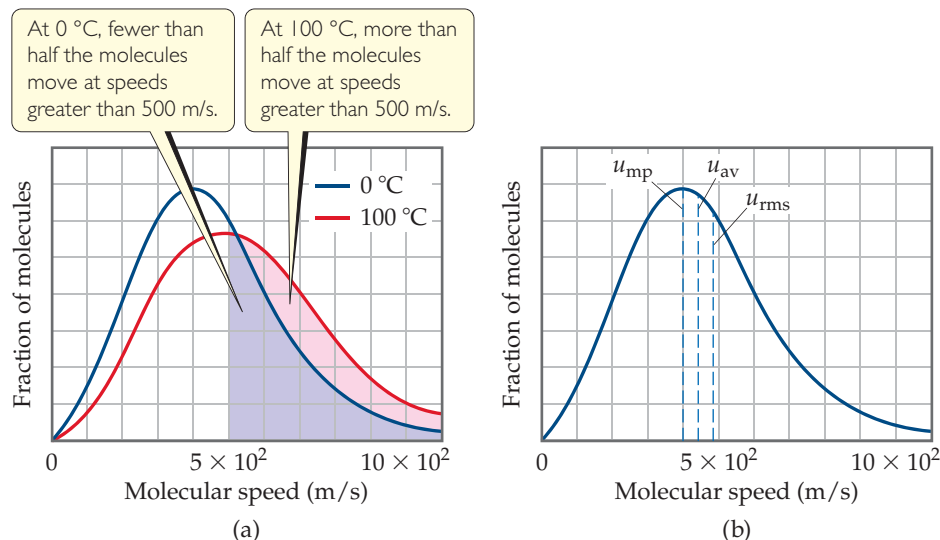 At 0 °C, fewer than
half the molecules
move at speeds
greater than 500 m/s.
At 100 °C, more than
half the molecules
move at speeds
greater than 500 m/s.
Fraction of molecules
0 °C
100 °C
0
5 × 10²
10 × 10²
Molecular speed (m/s)
(a)
Fraction of molecules
u_mp
u_av
u_rms
0
5 × 10²
10 × 10²
Molecular speed (m/s)
(b)